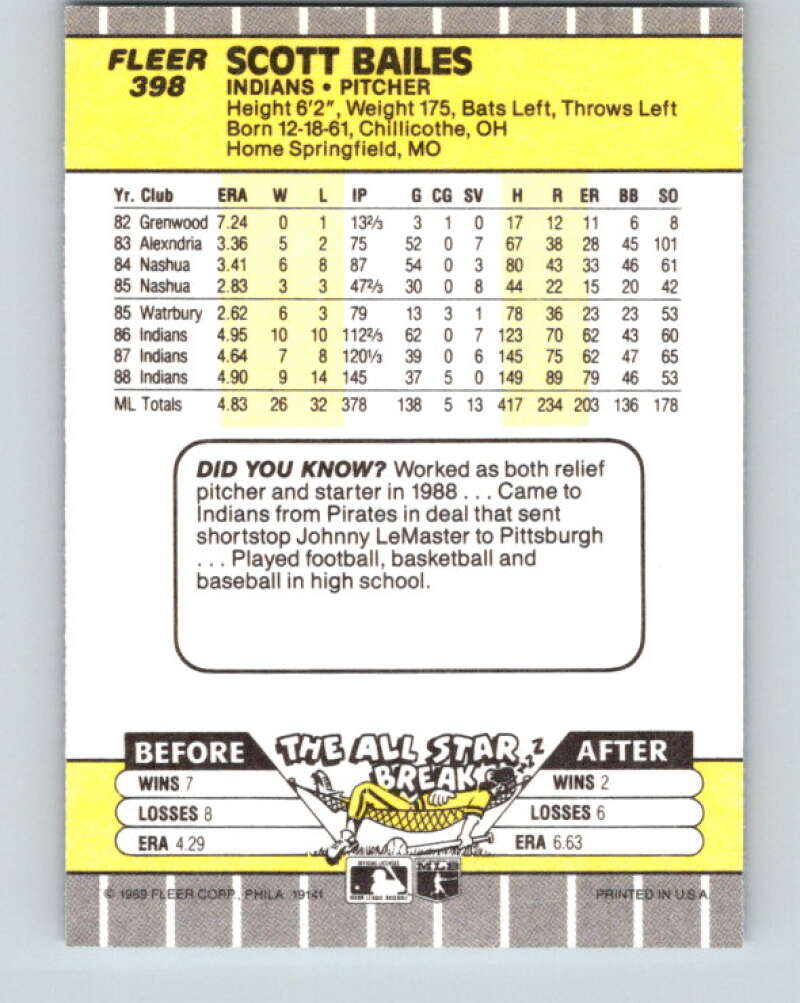 FLEER
398
SCOTT BAILES
INDIANS • PITCHER
Height 6'2", Weight 175, Bats Left, Throws Left
Born 12-18-61, Chillicothe, OH
Home Springfield, MO
Yr. Club ERA W L IP G CG SV H R ER BB SO
82 Grenwood 7.24 0 1 13⅔ 3 1 0 17 12 11 6 8
83 Alexndria 3.36 5 2 75 52 0 7 67 38 28 45 101
84 Nashua 3.41 6 8 87 54 0 3 80 43 33 46 61
85 Nashua 2.83 3 3 47⅔ 30 0 8 44 22 15 20 42
85 Watrbury 2.62 6 3 79 13 3 1 78 36 23 23 53
86 Indians 4.95 10 10 112⅔ 62 0 7 123 70 62 43 60
87 Indians 4.64 7 8 120⅓ 39 0 6 145 75 62 47 65
88 Indians 4.90 9 14 145 37 5 0 149 89 79 46 53
ML Totals 4.83 26 32 378 138 5 13 417 234 203 136 178
DID YOU KNOW? Worked as both relief
pitcher and starter in 1988 . . . Came to
Indians from Pirates in deal that sent
shortstop Johnny LeMaster to Pittsburgh
. . . Played football, basketball and
baseball in high school.
BEFORE
THE ALL STAR
BREAK
Z
Z
Z
AFTER
WINS 7
LOSSES 8
ERA 4.29
WINS 2
LOSSES 6
ERA 6.63
© 1989 FLEER CORP., PHILA. 19141
OFFICIAL LICENSEE
MAJOR LEAGUE BASEBALL
MLB
PRINTED IN U.S.A.